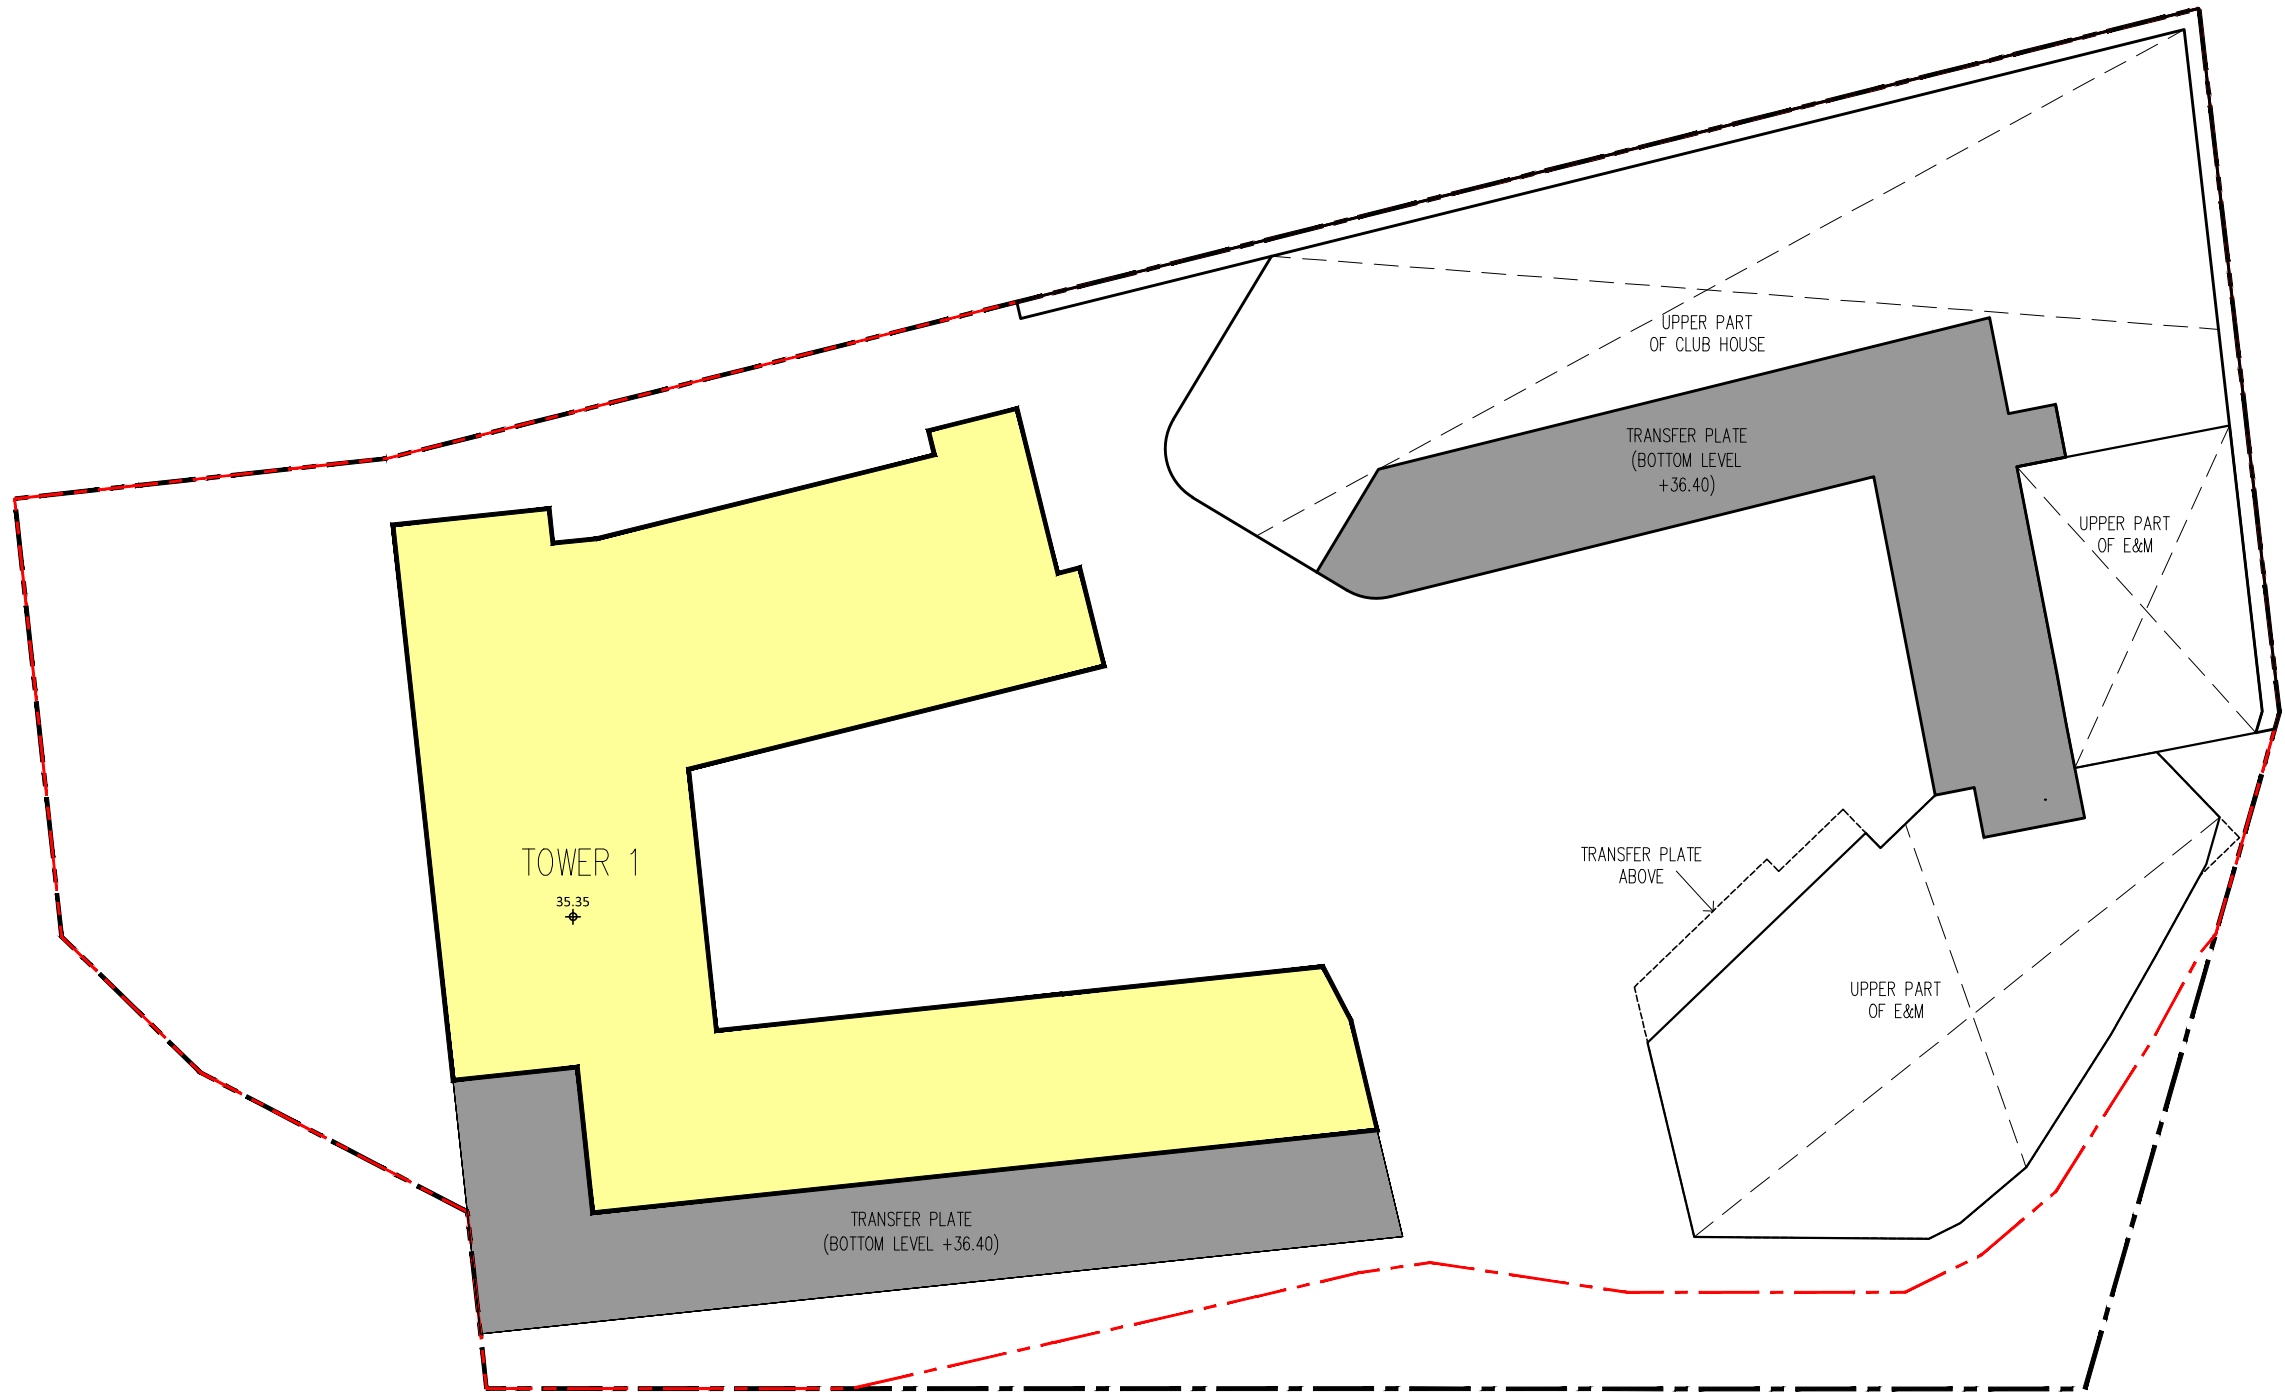 UPPER PART
OF CLUB HOUSE
TRANSFER PLATE
(BOTTOM LEVEL
+36.40)
UPPER PART
OF E&M
TOWER 1
35.35
TRANSFER PLATE
ABOVE
UPPER PART
OF E&M
TRANSFER PLATE
(BOTTOM LEVEL +36.40)